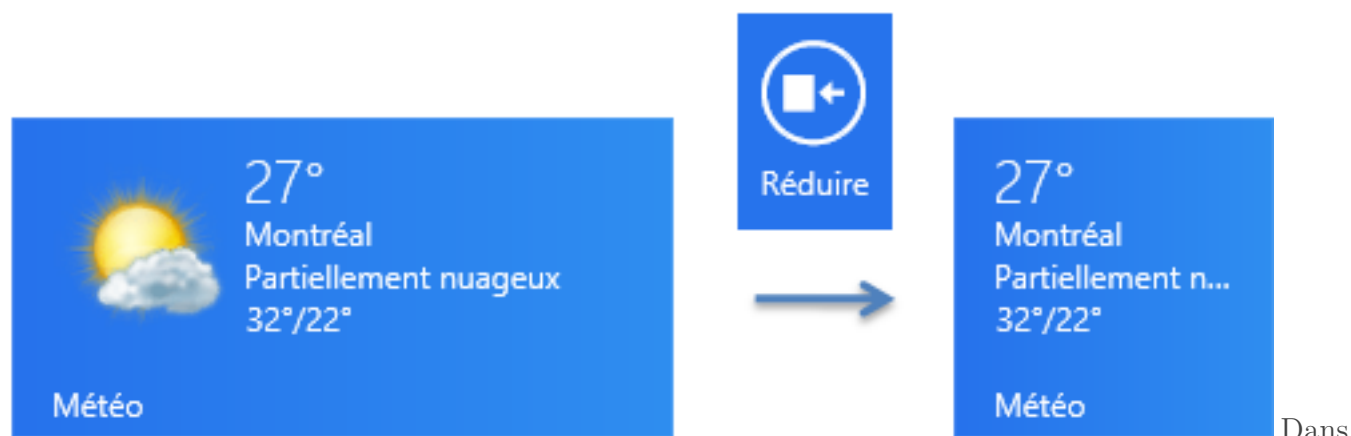 27°
Montréal
Partiellement nuageux
32°/22°
Météo
Réduire
27°
Montréal
Partiellement n...
32°/22°
Météo
Dans